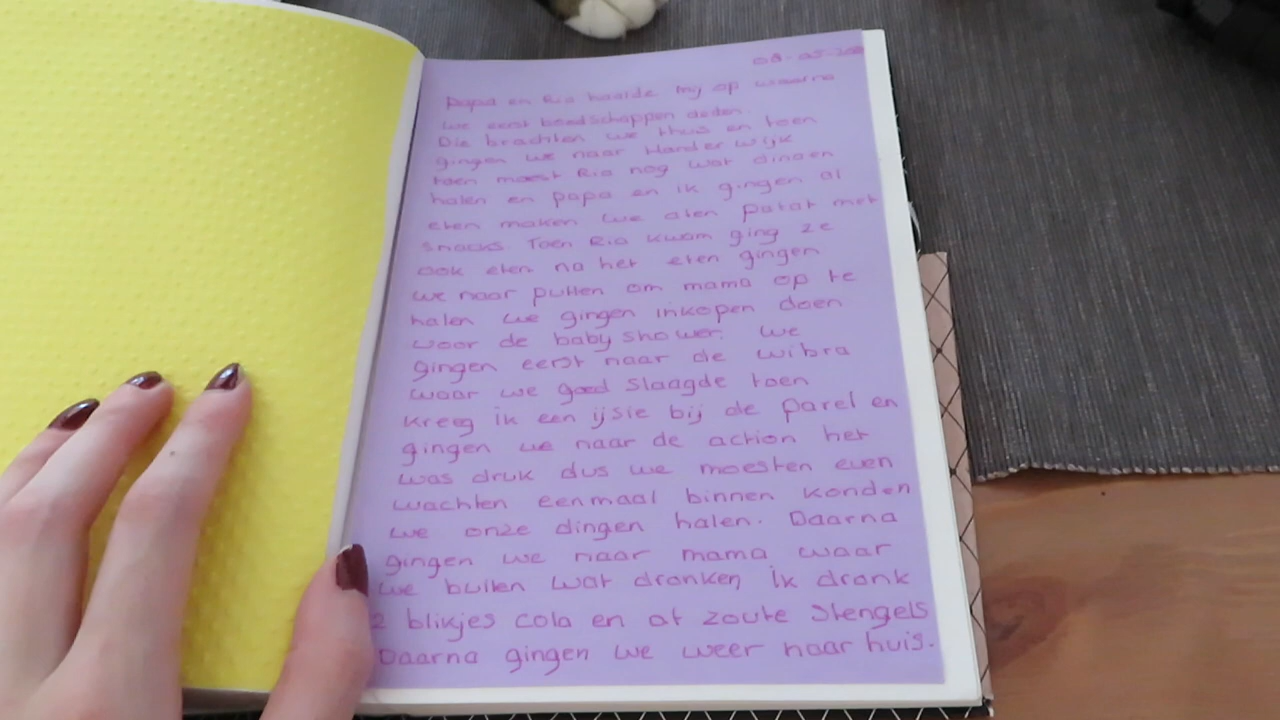 08-05-20
Papa en Ria haalde mij op waarna
we eerst boodschappen deden.
Die brachten we thuis en toen
gingen we naar Harderwijk
toen moest Ria nog wat dingen
halen en papa en ik gingen al
eten maken we aten patat met
snacks Toen Ria kwam ging ze
ook eten na het eten gingen
we naar putten om mama op te
halen we gingen inkopen doen
voor de babyshower. We
gingen eerst naar de wibra
waar we goed slaagde toen
kreeg ik een ijsie bij de parel en
gingen we naar de action het
was druk dus we moesten even
wachten eenmaal binnen konden
we onze dingen halen. Daarna
gingen we naar mama waar
we buiten wat dronken, ik dronk
2 blikjes cola en at zoute stengels
Daarna gingen we weer naar huis.